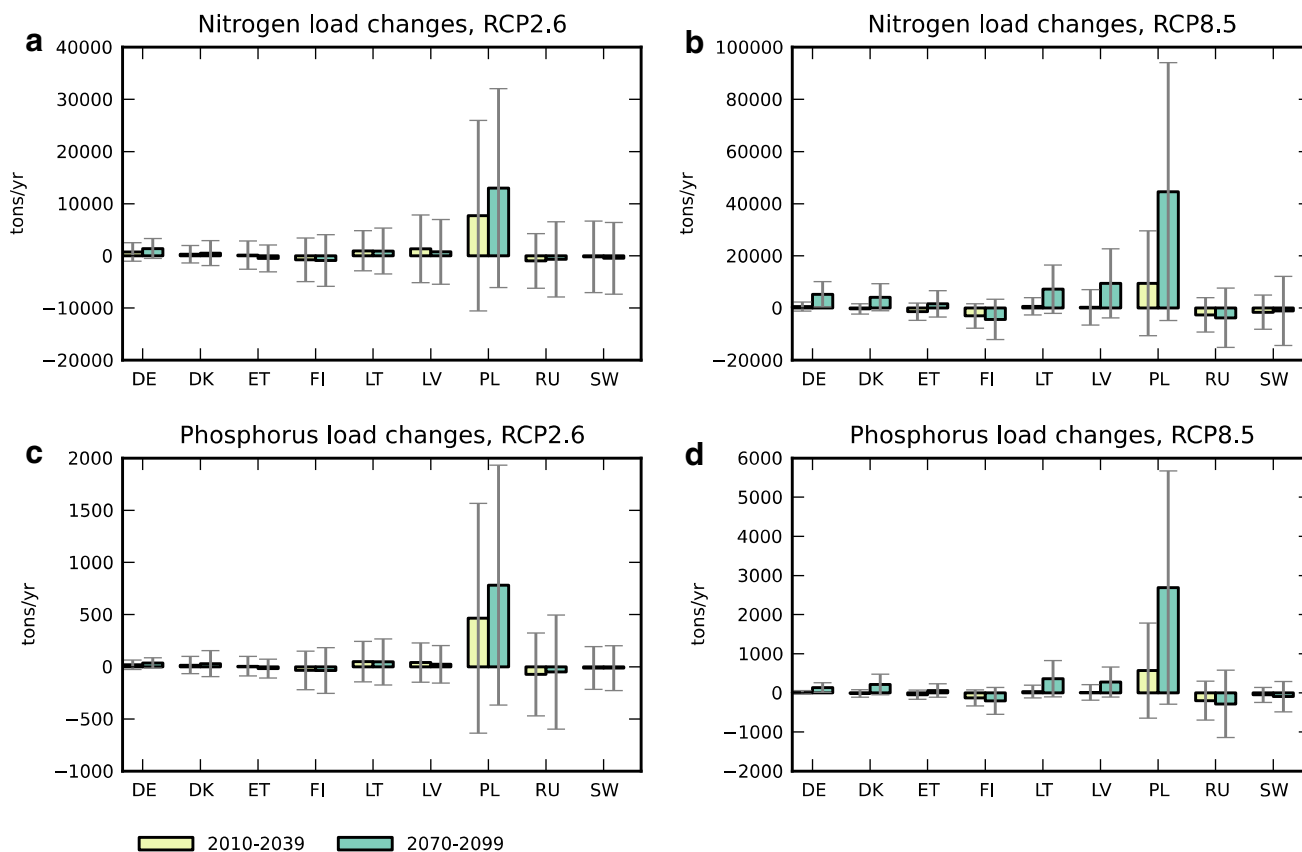 a
Nitrogen load changes, RCP2.6
40000
30000
20000
10000
0
−10000
−20000
tons/yr
DE DK ET FI LT LV PL RU SW
b
Nitrogen load changes, RCP8.5
100000
80000
60000
40000
20000
0
−20000
tons/yr
DE DK ET FI LT LV PL RU SW
c
Phosphorus load changes, RCP2.6
2000
1500
1000
500
0
−500
−1000
tons/yr
DE DK ET FI LT LV PL RU SW
d
Phosphorus load changes, RCP8.5
6000
5000
4000
3000
2000
1000
0
−1000
−2000
tons/yr
DE DK ET FI LT LV PL RU SW
2010-2039 2070-2099